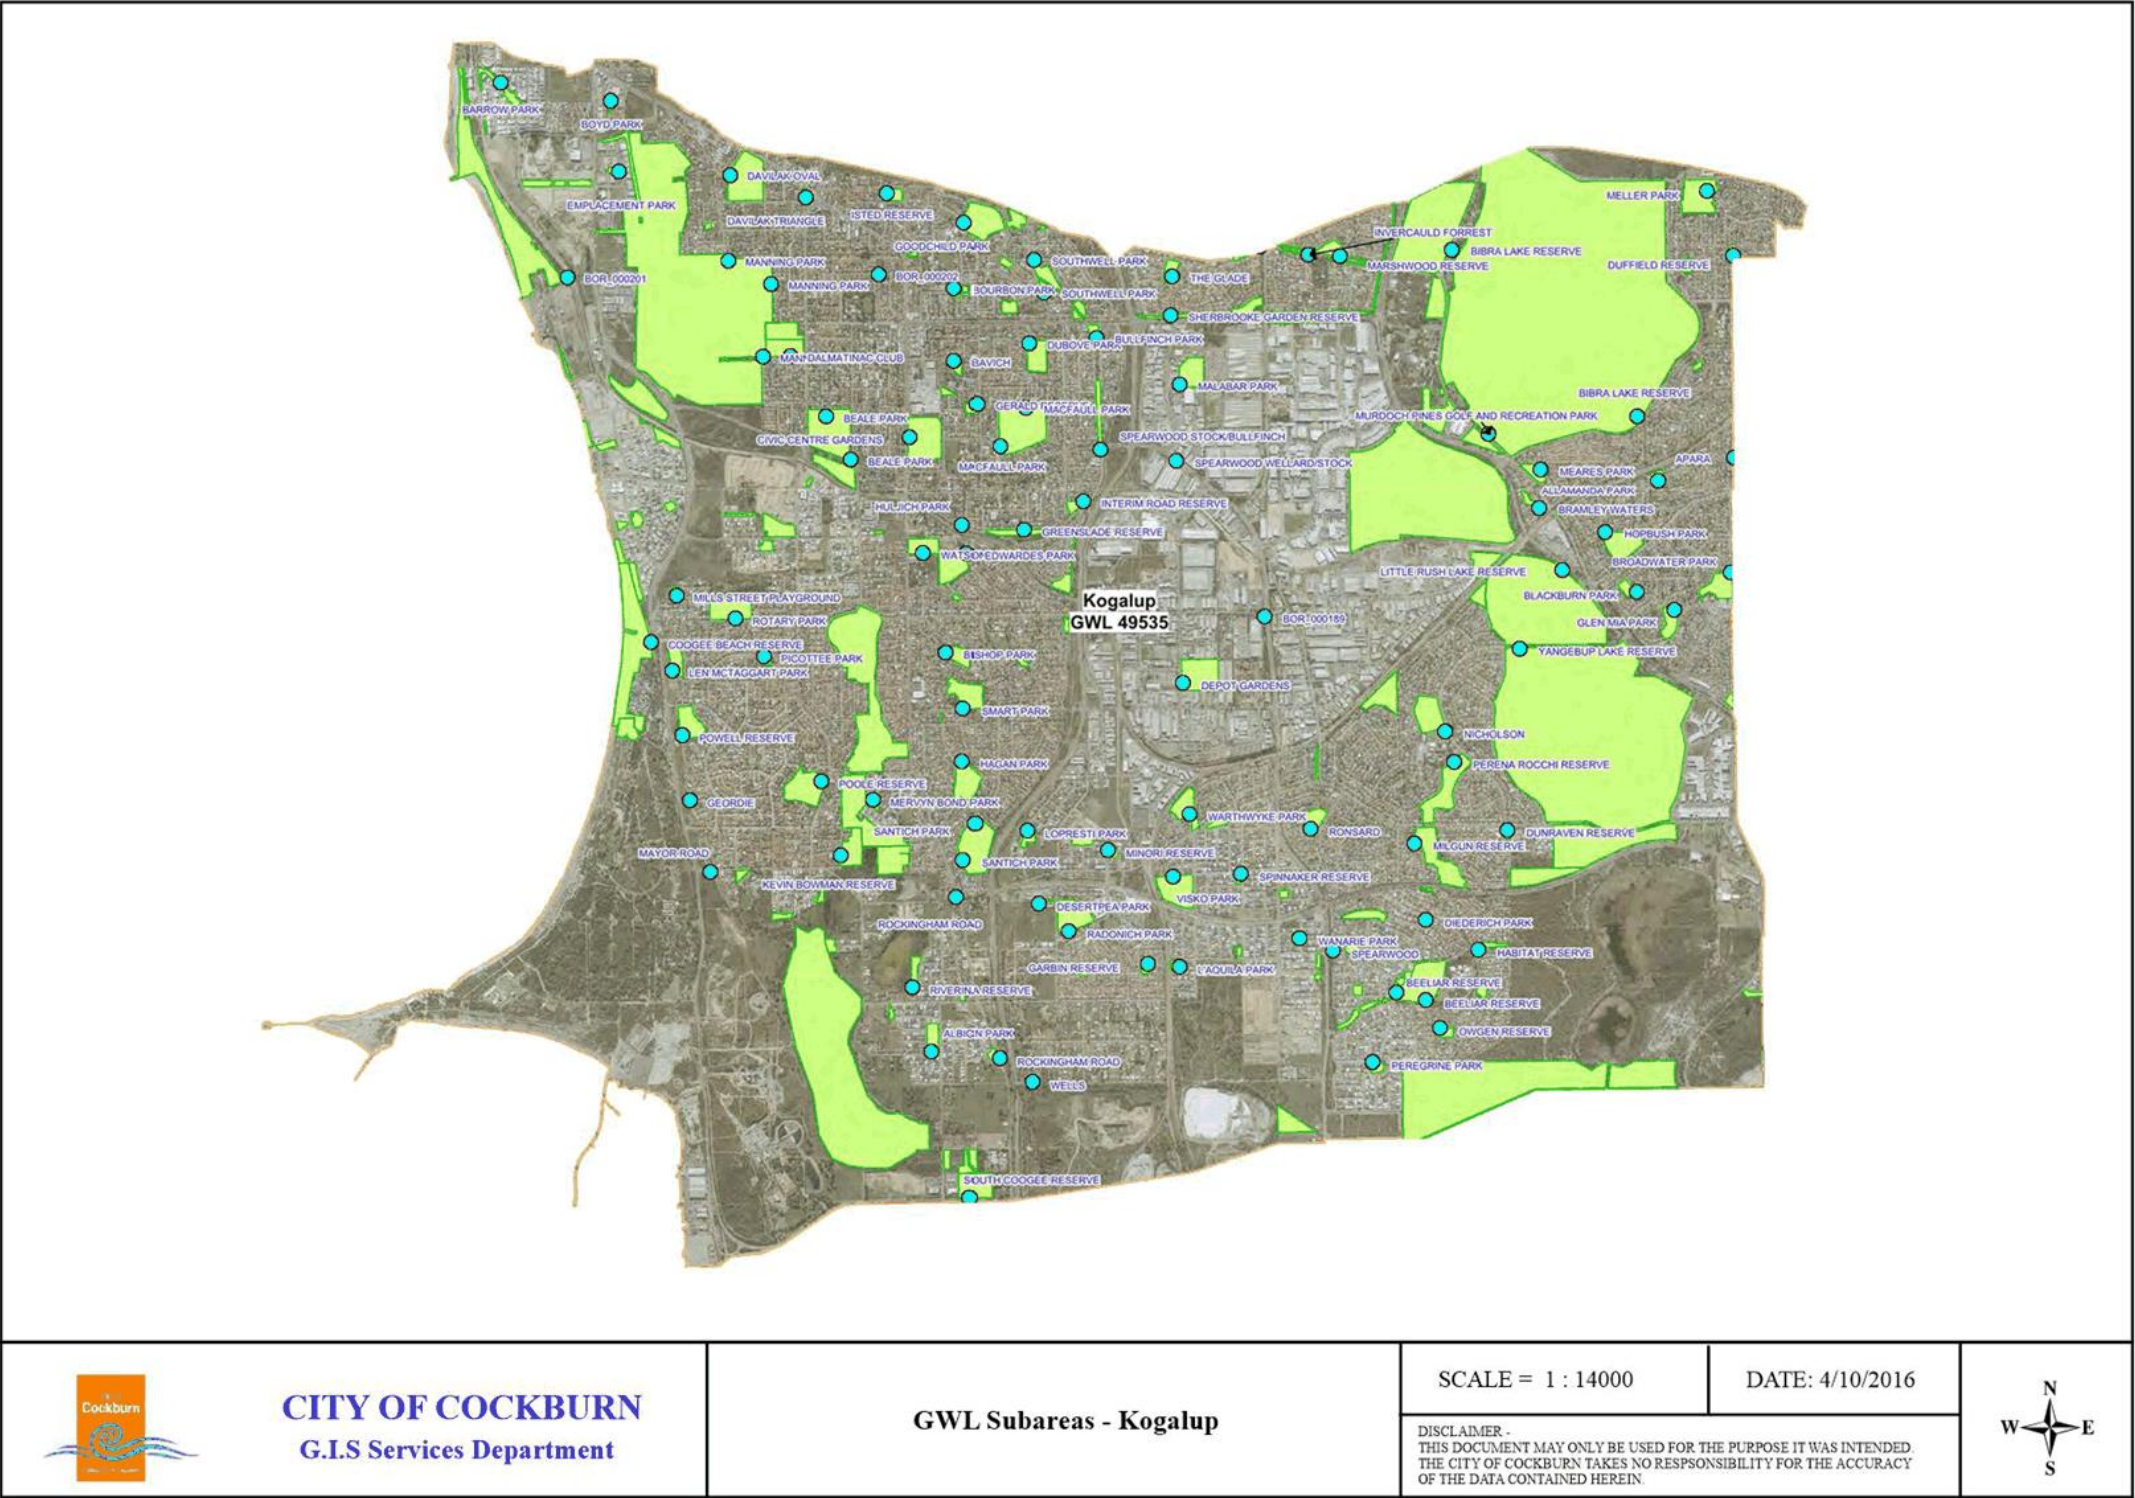 BARROW PARK
BOYD PARK
DAVILAK OVAL
MELLER PARK
EMPLACEMENT PARK
DAVILAK TRIANGLE
ISTED RESERVE
INVERCAULD FORREST
GOODCHILD PARK
BIBRA LAKE RESERVE
MANNING PARK
SOUTHWELL PARK
MARSHWOOD RESERVE
DUFFIELD RESERVE
BOR_000201
MANNING PARK
BOR_000202
BOURBON PARK
SOUTHWELL PARK
THE GLADE
SHERBROOKE GARDEN RESERVE
DUBOVE PARK
BULLFINCH PARK
DALMATINAC CLUB
BAVICH
MALABAR PARK
BIBRA LAKE RESERVE
GERALD RESERVE
MACFAULL PARK
MURDOCH PINES GOLF AND RECREATION PARK
BEALE PARK
CIVIC CENTRE GARDENS
SPEARWOOD STOCK/BULLFINCH
BEALE PARK
MACFAULL PARK
SPEARWOOD WELLARD/STOCK
APARA
MEARES PARK
ALLAMANDA PARK
HULJICH PARK
INTERIM ROAD RESERVE
BRAMLEY WATERS
GREENSLADE RESERVE
HOPBUSH PARK
EDWARDES PARK
BROADWATER PARK
LITTLE RUSH LAKE RESERVE
MILLS STREET PLAYGROUND
BLACKBURN PARK
Kogalup
GWL 49535
ROTARY PARK
BOR_000189
GLEN MIA PARK
COOGEE BEACH RESERVE
PICOTTEE PARK
BISHOP PARK
YANGEBUP LAKE RESERVE
LEN MCTAGGART PARK
DEPOT GARDENS
SMART PARK
POWELL RESERVE
NICHOLSON
HAGAN PARK
PERENA ROCCHI RESERVE
POOLE RESERVE
GEORDIE
MERVYN BOND PARK
WARTHWYKE PARK
SANTICH PARK
LOPRESTI PARK
RONSARD
DUNRAVEN RESERVE
MILGUN RESERVE
MAYOR ROAD
MINORI RESERVE
SANTICH PARK
SPINNAKER RESERVE
KEVIN BOWMAN RESERVE
VISKO PARK
DESERTPEA PARK
ROCKINGHAM ROAD
DIEDERICH PARK
RADONICH PARK
WANARIE PARK
SPEARWOOD
HABITAT RESERVE
GARBIN RESERVE
L'AQUILA PARK
BEELIAR RESERVE
RIVERINA RESERVE
BEELIAR RESERVE
ALBION PARK
OWGEN RESERVE
ROCKINGHAM ROAD
PEREGRINE PARK
WELLS
SOUTH COOGEE RESERVE
Cockburn
CITY OF COCKBURN
G.I.S Services Department
GWL Subareas - Kogalup
SCALE = 1 : 14000
DATE: 4/10/2016
DISCLAIMER -
THIS DOCUMENT MAY ONLY BE USED FOR THE PURPOSE IT WAS INTENDED.
THE CITY OF COCKBURN TAKES NO RESPSONSIBILITY FOR THE ACCURACY
OF THE DATA CONTAINED HEREIN.
N
W E
S